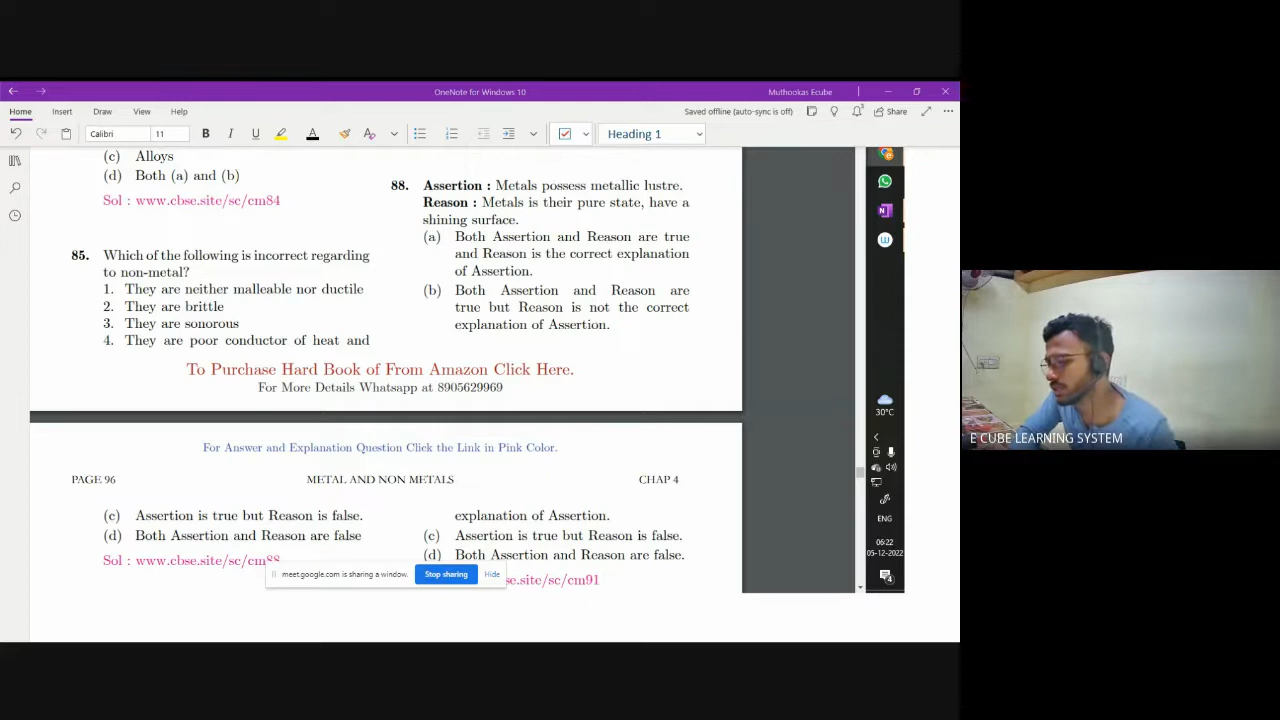 OneNote for Windows 10
Muthookas Ecube
Home
Insert
Draw
View
Help
Saved offline (auto-sync is off)
Share
Calibri
11
B
I
U
A
Heading 1
(c) Alloys
(d) Both (a) and (b)
Sol : www.cbse.site/sc/cm84
85. Which of the following is incorrect regarding
to non-metal?
1. They are neither malleable nor ductile
2. They are brittle
3. They are sonorous
4. They are poor conductor of heat and
88. Assertion : Metals possess metallic lustre.
Reason : Metals is their pure state, have a
shining surface.
(a) Both Assertion and Reason are true
and Reason is the correct explanation
of Assertion.
(b) Both Assertion and Reason are
true but Reason is not the correct
explanation of Assertion.
To Purchase Hard Book of From Amazon Click Here.
For More Details Whatsapp at 8905629969
For Answer and Explanation Question Click the Link in Pink Color.
PAGE 96
METAL AND NON METALS
CHAP 4
(c) Assertion is true but Reason is false.
(d) Both Assertion and Reason are false
Sol : www.cbse.site/sc/cm88
explanation of Assertion.
(c) Assertion is true but Reason is false.
(d) Both Assertion and Reason are false.
se.site/sc/cm91
meet.google.com is sharing a window.
Stop sharing
Hide
30°C
ENG
06:22
05-12-2022
4
E CUBE LEARNING SYSTEM